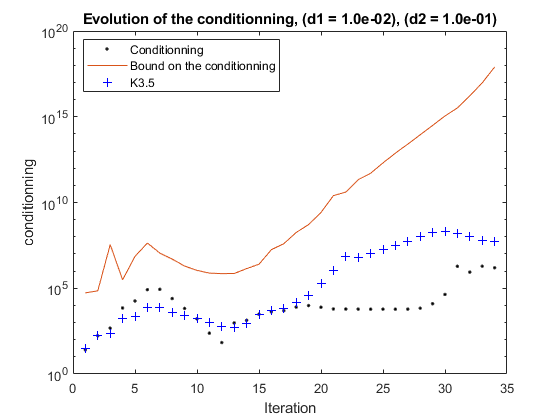 Evolution of the conditionning, (d1 = 1.0e-02), (d2 = 1.0e-01)
10^20
Conditionning
Bound on the conditionning
K3.5
10^15
10^10
10^5
10^0
conditionning
0 5 10 15 20 25 30 35
Iteration